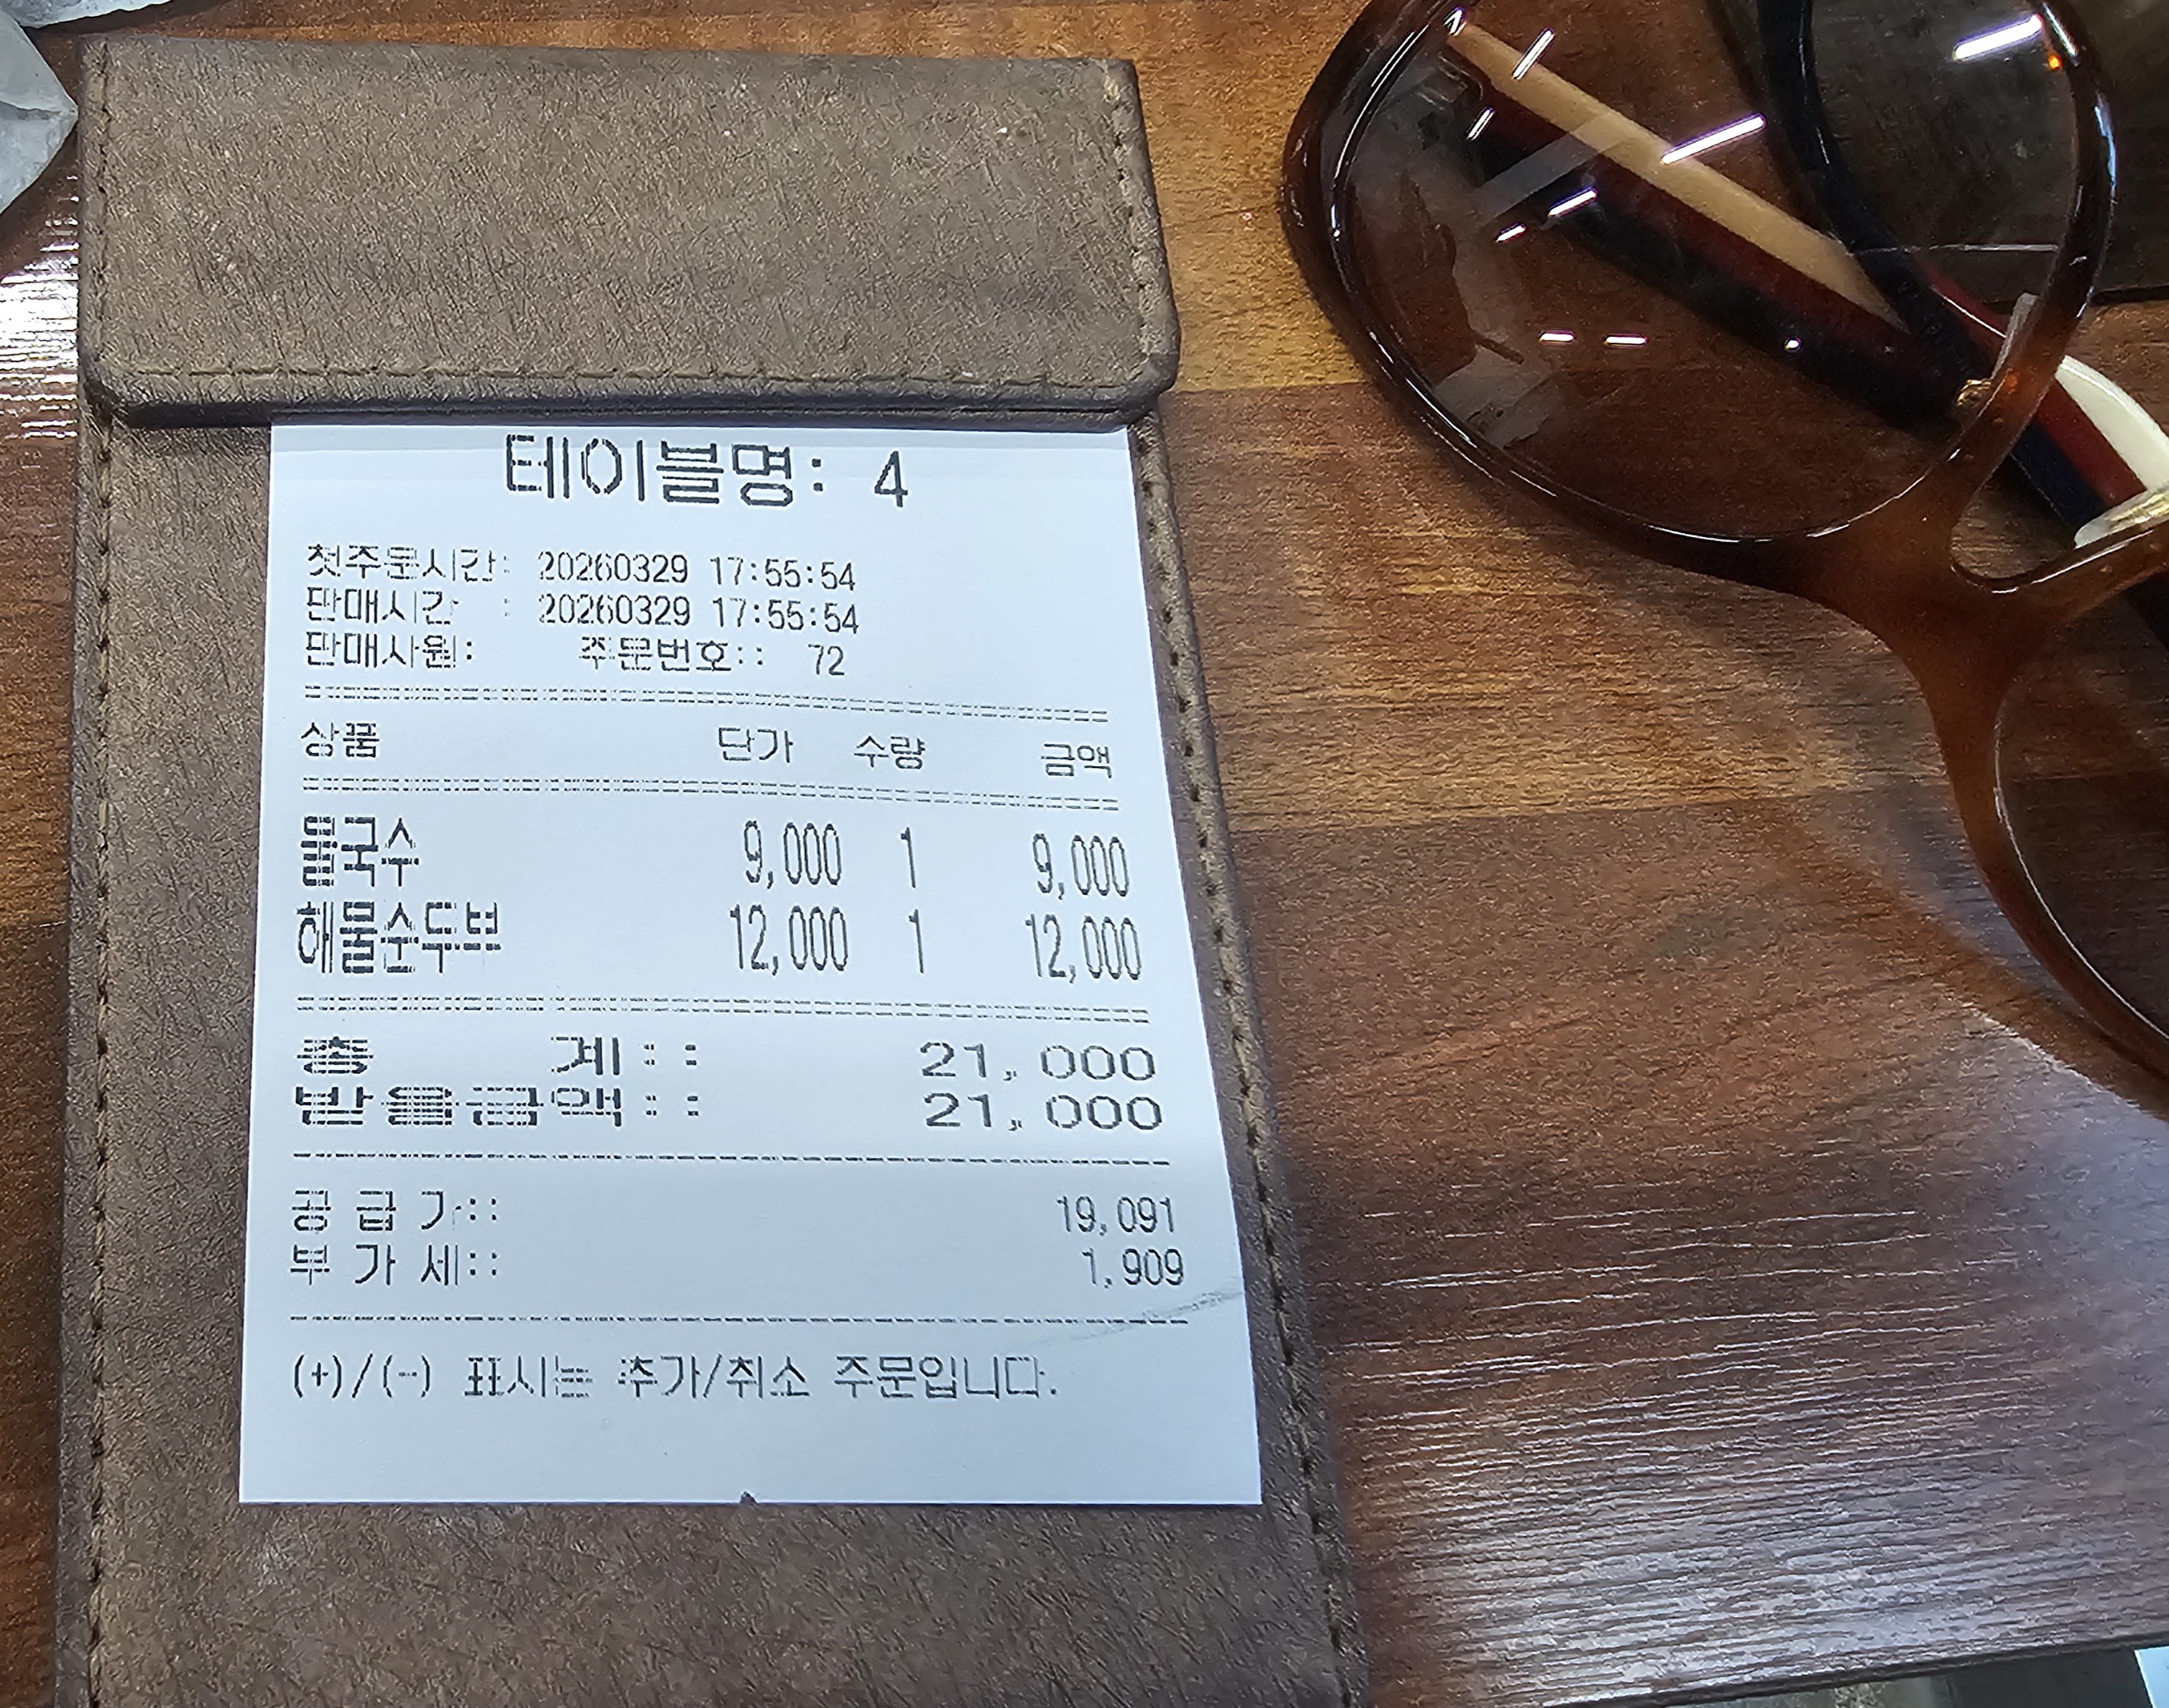 테이블명: 4
첫주문시간: 20260329 17:55:54
판매시간 : 20260329 17:55:54
판매사원: 주문번호:: 72
상품 단가 수량 금액
물국수 9,000 1 9,000
해물순두부 12,000 1 12,000
총 계:: 21,000
받을금액:: 21,000
공 급 가:: 19,091
부 가 세:: 1,909
(+)/(-) 표시는 추가/취소 주문입니다.